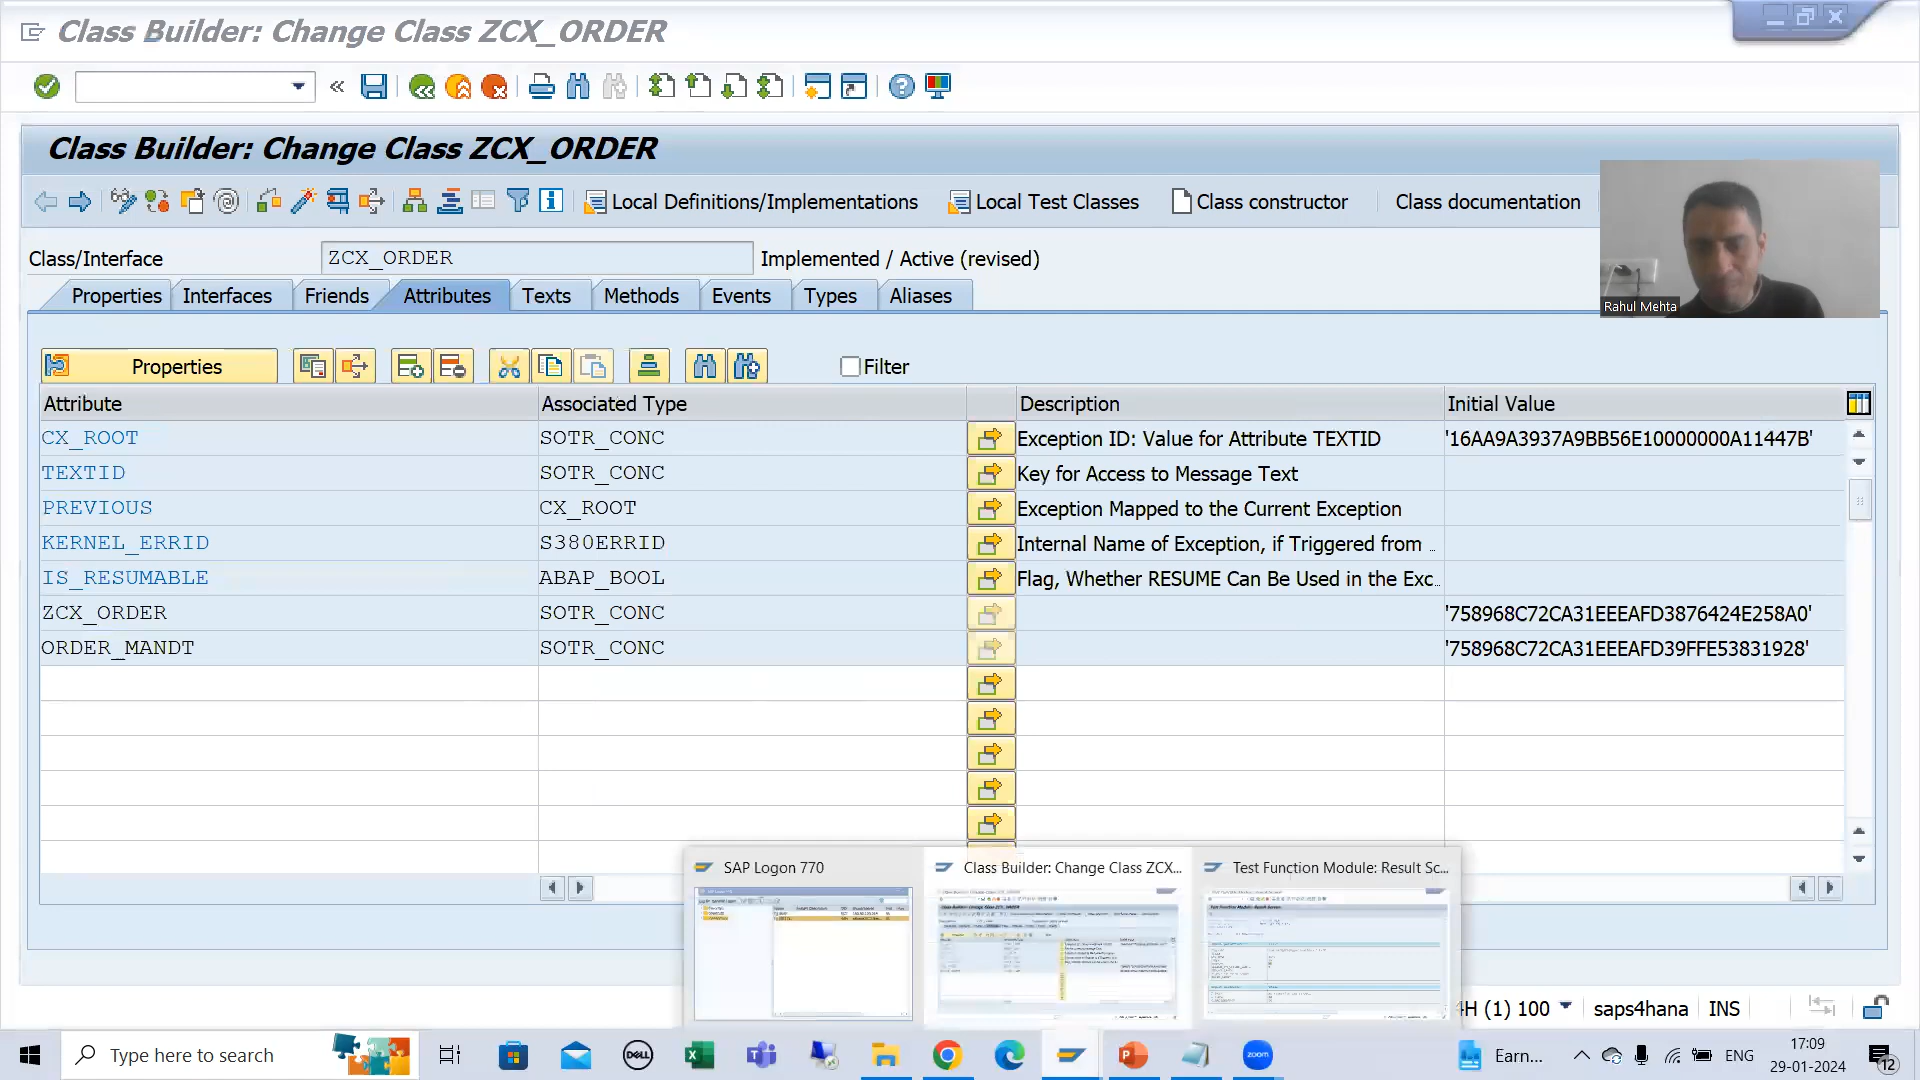 Class Builder: Change Class ZCX_ORDER
Class Builder: Change Class ZCX_ORDER
Local Definitions/Implementations
Local Test Classes
Class constructor
Class documentation
Class/Interface
ZCX_ORDER
Implemented / Active (revised)
Rahul Mehta
Properties
Interfaces
Friends
Attributes
Texts
Methods
Events
Types
Aliases
Properties
Filter
Attribute Associated Type Description Initial Value
CX_ROOT SOTR_CONC Exception ID: Value for Attribute TEXTID '16AA9A3937A9BB56E10000000A11447B'
TEXTID SOTR_CONC Key for Access to Message Text
PREVIOUS CX_ROOT Exception Mapped to the Current Exception
KERNEL_ERRID S380ERRID Internal Name of Exception, if Triggered from ..
IS_RESUMABLE ABAP_BOOL Flag, Whether RESUME Can Be Used in the Exc..
ZCX_ORDER SOTR_CONC '758968C72CA31EEEAFD3876424E258A0'
ORDER_MANDT SOTR_CONC '758968C72CA31EEEAFD39FFE53831928'
SAP Logon 770
Class Builder: Change Class ZCX...
Test Function Module: Result Sc...
4H (1) 100
saps4hana
INS
Type here to search
DELL
zoom
Earn...
ENG
17:09
29-01-2024
12